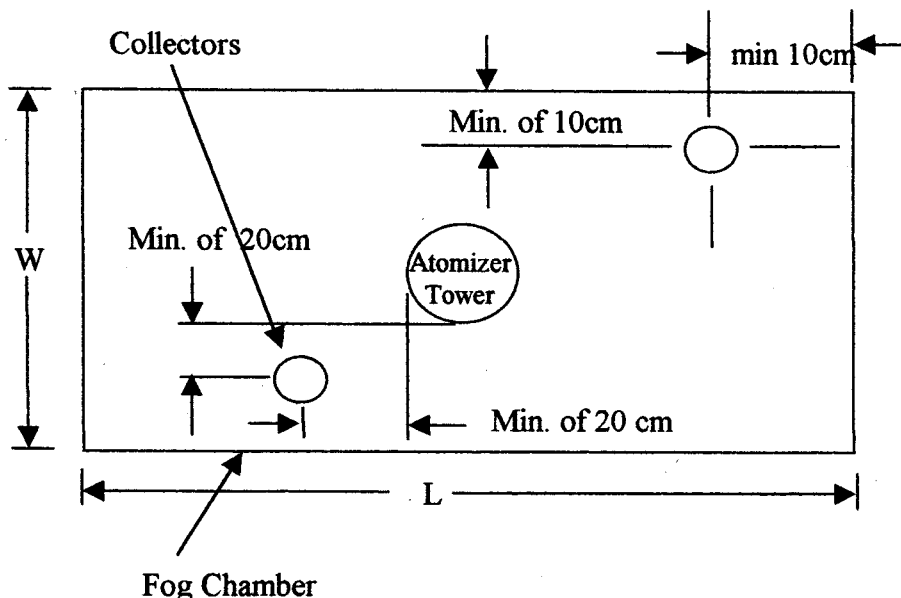 Collectors
min 10cm
Min. of 10cm
Min. of 20cm
W
Atomizer
Tower
Min. of 20 cm
L
Fog Chamber